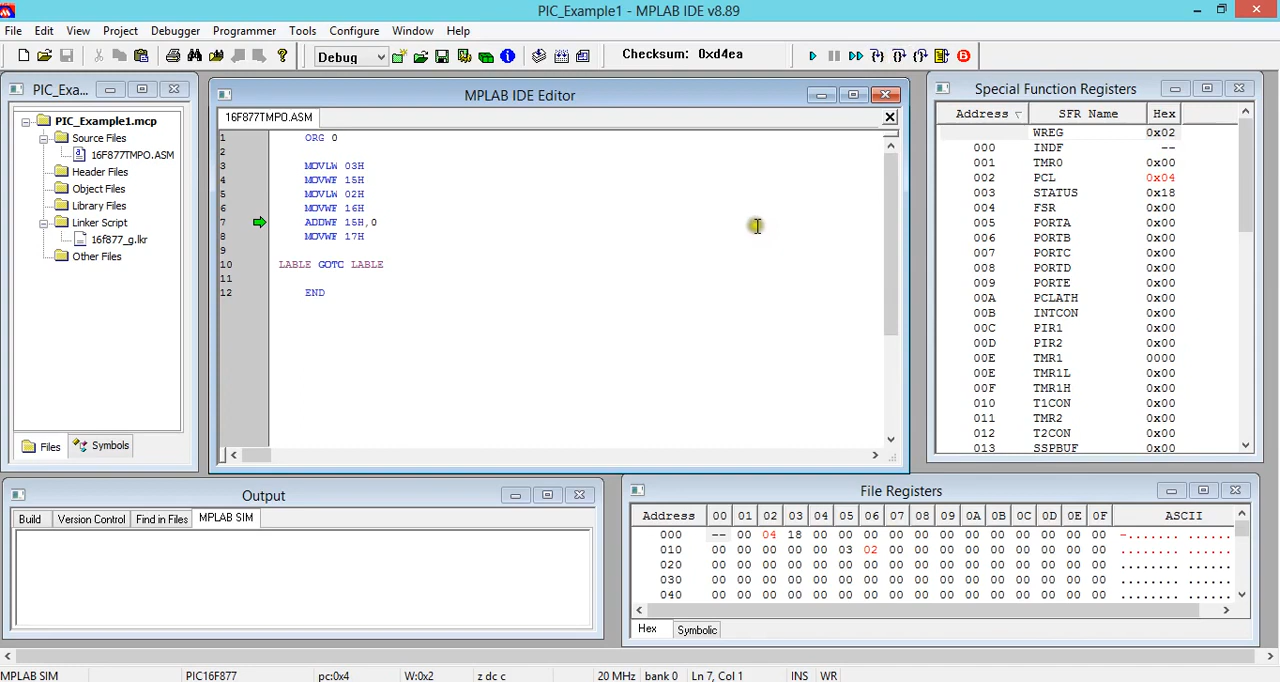 PIC_Example1 - MPLAB IDE v8.89
File Edit View Project Debugger Programmer Tools Configure Window Help
Debug Checksum: 0xd4ea
PIC_Exa...
PIC_Example1.mcp
Source Files
16F877TMPO.ASM
Header Files
Object Files
Library Files
Linker Script
16f877_g.lkr
Other Files
Files Symbols
MPLAB IDE Editor
16F877TMPO.ASM
1 ORG 0
2
3 MOVLW 03H
4 MOVWF 15H
5 MOVLW 02H
6 MOVWF 16H
7 ADDWF 15H,0
8 MOVWF 17H
9
10 LABLE GOTC LABLE
11
12 END
Special Function Registers
Address SFR Name Hex
WREG 0x02
000 INDF --
001 TMR0 0x00
002 PCL 0x04
003 STATUS 0x18
004 FSR 0x00
005 PORTA 0x00
006 PORTB 0x00
007 PORTC 0x00
008 PORTD 0x00
009 PORTE 0x00
00A PCLATH 0x00
00B INTCON 0x00
00C PIR1 0x00
00D PIR2 0x00
00E TMR1 0000
00E TMR1L 0x00
00F TMR1H 0x00
010 T1CON 0x00
011 TMR2 0x00
012 T2CON 0x00
013 SSPBUF 0x00
Output
Build Version Control Find in Files MPLAB SIM
File Registers
Address 00 01 02 03 04 05 06 07 08 09 0A 0B 0C 0D 0E 0F ASCII
000 -- 00 04 18 00 00 00 00 00 00 00 00 00 00 00 00 -....... ......
010 00 00 00 00 00 03 02 00 00 00 00 00 00 00 00 00 ........ ......
020 00 00 00 00 00 00 00 00 00 00 00 00 00 00 00 00 ........ ......
030 00 00 00 00 00 00 00 00 00 00 00 00 00 00 00 00 ........ ......
040 00 00 00 00 00 00 00 00 00 00 00 00 00 00 00 00 ........ ......
Hex Symbolic
MPLAB SIM PIC16F877 pc:0x4 W:0x2 z dc c 20 MHz bank 0 Ln 7, Col 1 INS WR